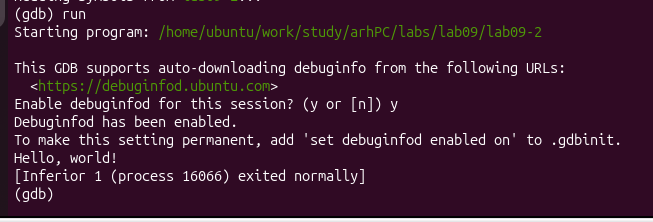 (gdb) run
Starting program: /home/ubuntu/work/study/arhPC/labs/lab09/lab09-2
This GDB supports auto-downloading debuginfo from the following URLs:
<https://debuginfod.ubuntu.com>
Enable debuginfod for this session? (y or [n]) y
Debuginfod has been enabled.
To make this setting permanent, add 'set debuginfod enabled on' to .gdbinit.
Hello, world!
[Inferior 1 (process 16066) exited normally]
(gdb)